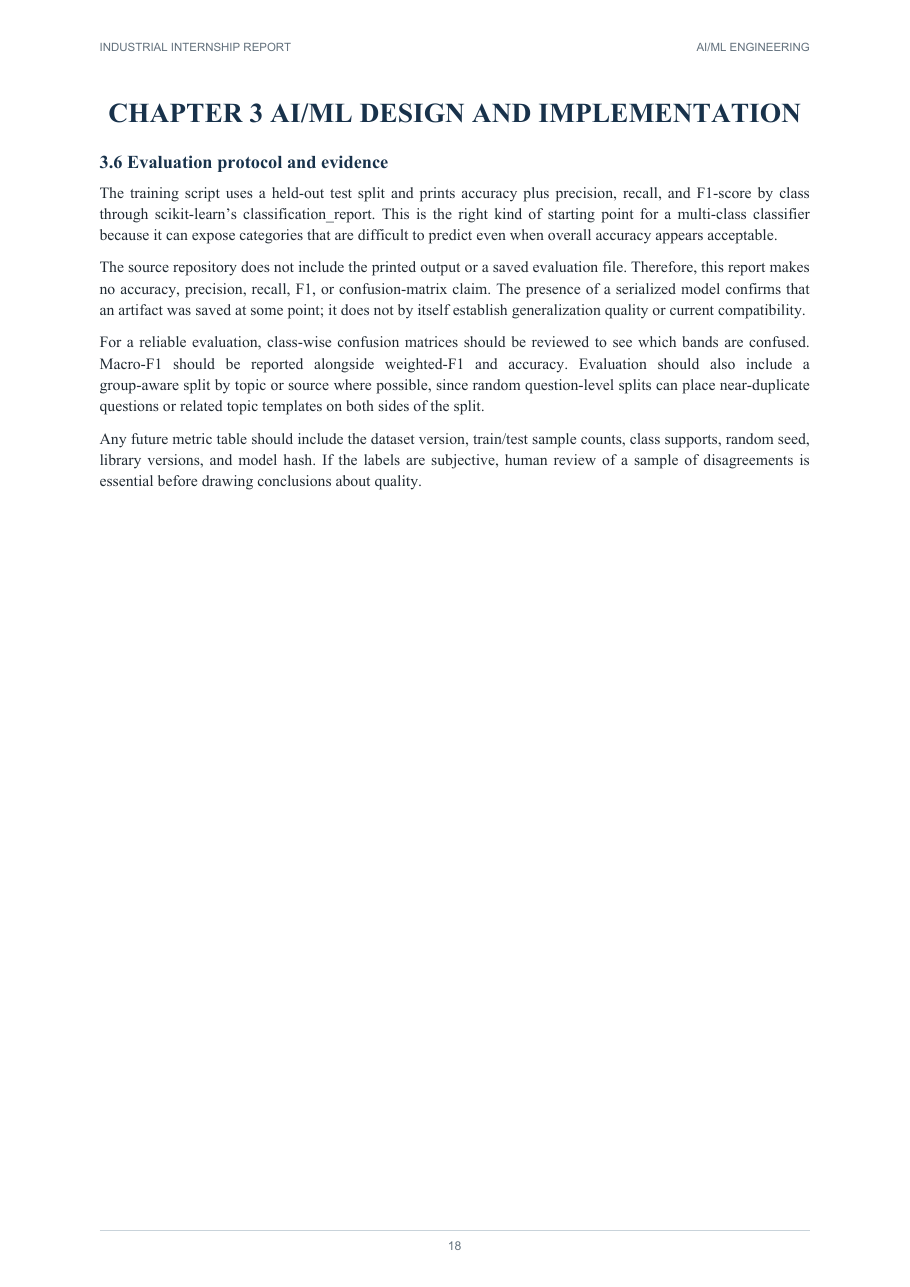 INDUSTRIAL INTERNSHIP REPORT
AI/ML ENGINEERING
CHAPTER 3 AI/ML DESIGN AND IMPLEMENTATION
3.6 Evaluation protocol and evidence
The training script uses a held-out test split and prints accuracy plus precision, recall, and F1-score by class
through scikit-learn’s classification_report. This is the right kind of starting point for a multi-class classifier
because it can expose categories that are difficult to predict even when overall accuracy appears acceptable.
The source repository does not include the printed output or a saved evaluation file. Therefore, this report makes
no accuracy, precision, recall, F1, or confusion-matrix claim. The presence of a serialized model confirms that
an artifact was saved at some point; it does not by itself establish generalization quality or current compatibility.
For a reliable evaluation, class-wise confusion matrices should be reviewed to see which bands are confused.
Macro-F1 should be reported alongside weighted-F1 and accuracy. Evaluation should also include a
group-aware split by topic or source where possible, since random question-level splits can place near-duplicate
questions or related topic templates on both sides of the split.
Any future metric table should include the dataset version, train/test sample counts, class supports, random seed,
library versions, and model hash. If the labels are subjective, human review of a sample of disagreements is
essential before drawing conclusions about quality.
18